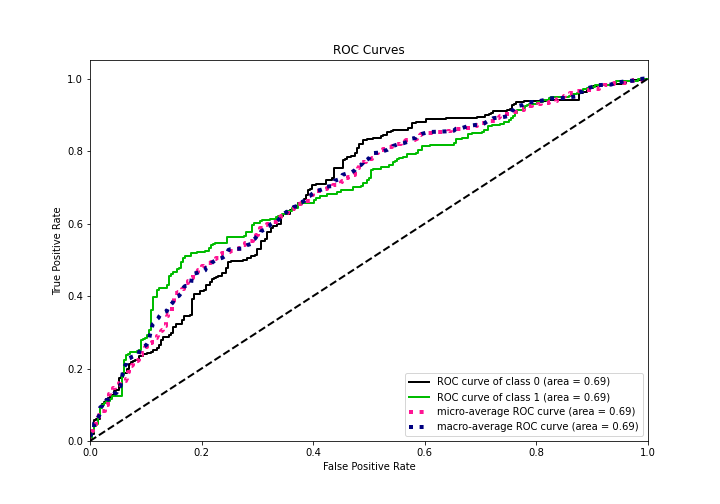 ROC Curves
True Positive Rate
1.0
0.8
0.6
0.4
0.2
0.0
0.0 0.2 0.4 0.6 0.8 1.0
False Positive Rate
ROC curve of class 0 (area = 0.69)
ROC curve of class 1 (area = 0.69)
micro-average ROC curve (area = 0.69)
macro-average ROC curve (area = 0.69)